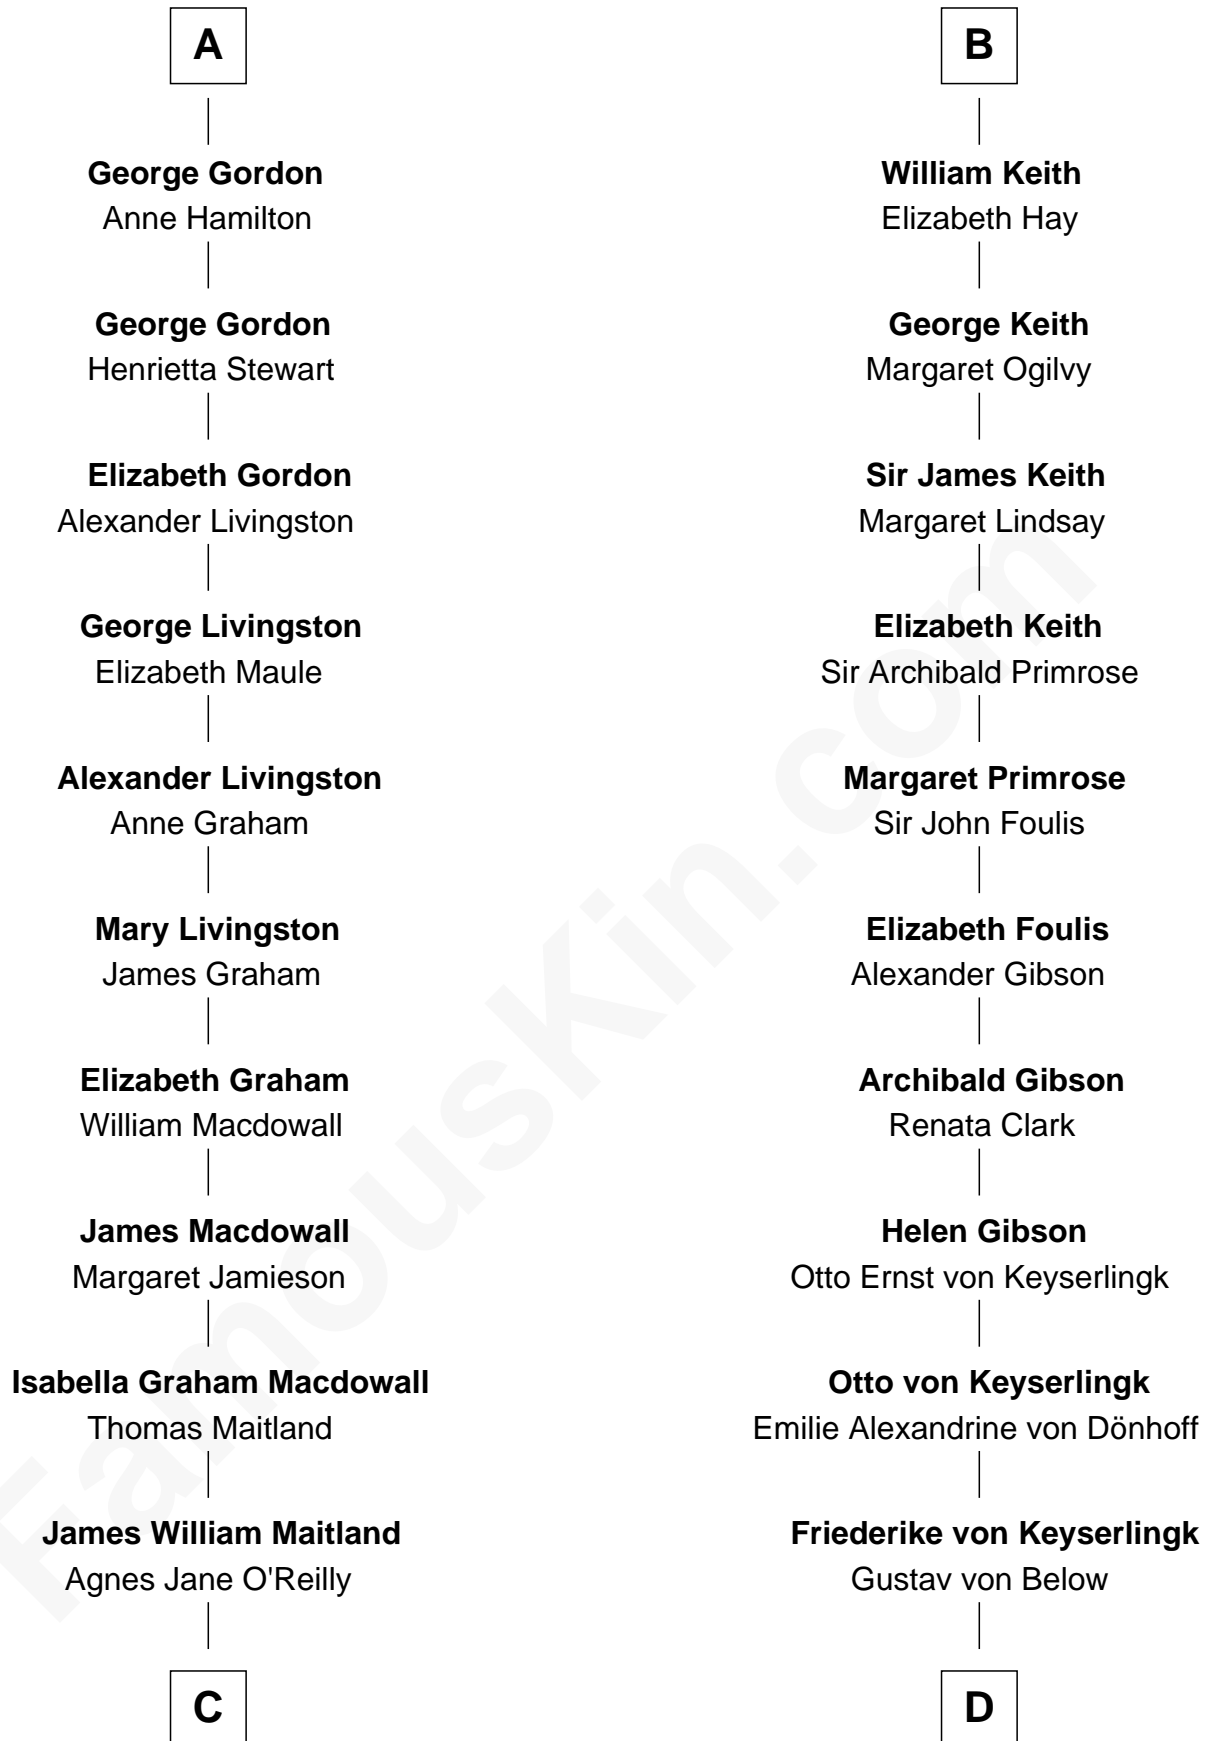 A
George Gordon
Anne Hamilton
George Gordon
Henrietta Stewart
Elizabeth Gordon
Alexander Livingston
George Livingston
Elizabeth Maule
Alexander Livingston
Anne Graham
Mary Livingston
James Graham
Elizabeth Graham
William Macdowall
James Macdowall
Margaret Jamieson
Isabella Graham Macdowall
Thomas Maitland
James William Maitland
Agnes Jane O'Reilly
C
B
William Keith
Elizabeth Hay
George Keith
Margaret Ogilvy
Sir James Keith
Margaret Lindsay
Elizabeth Keith
Sir Archibald Primrose
Margaret Primrose
Sir John Foulis
Elizabeth Foulis
Alexander Gibson
Archibald Gibson
Renata Clark
Helen Gibson
Otto Ernst von Keyserlingk
Otto von Keyserlingk
Emilie Alexandrine von Dönhoff
Friederike von Keyserlingk
Gustav von Below
D
FamousKin.com